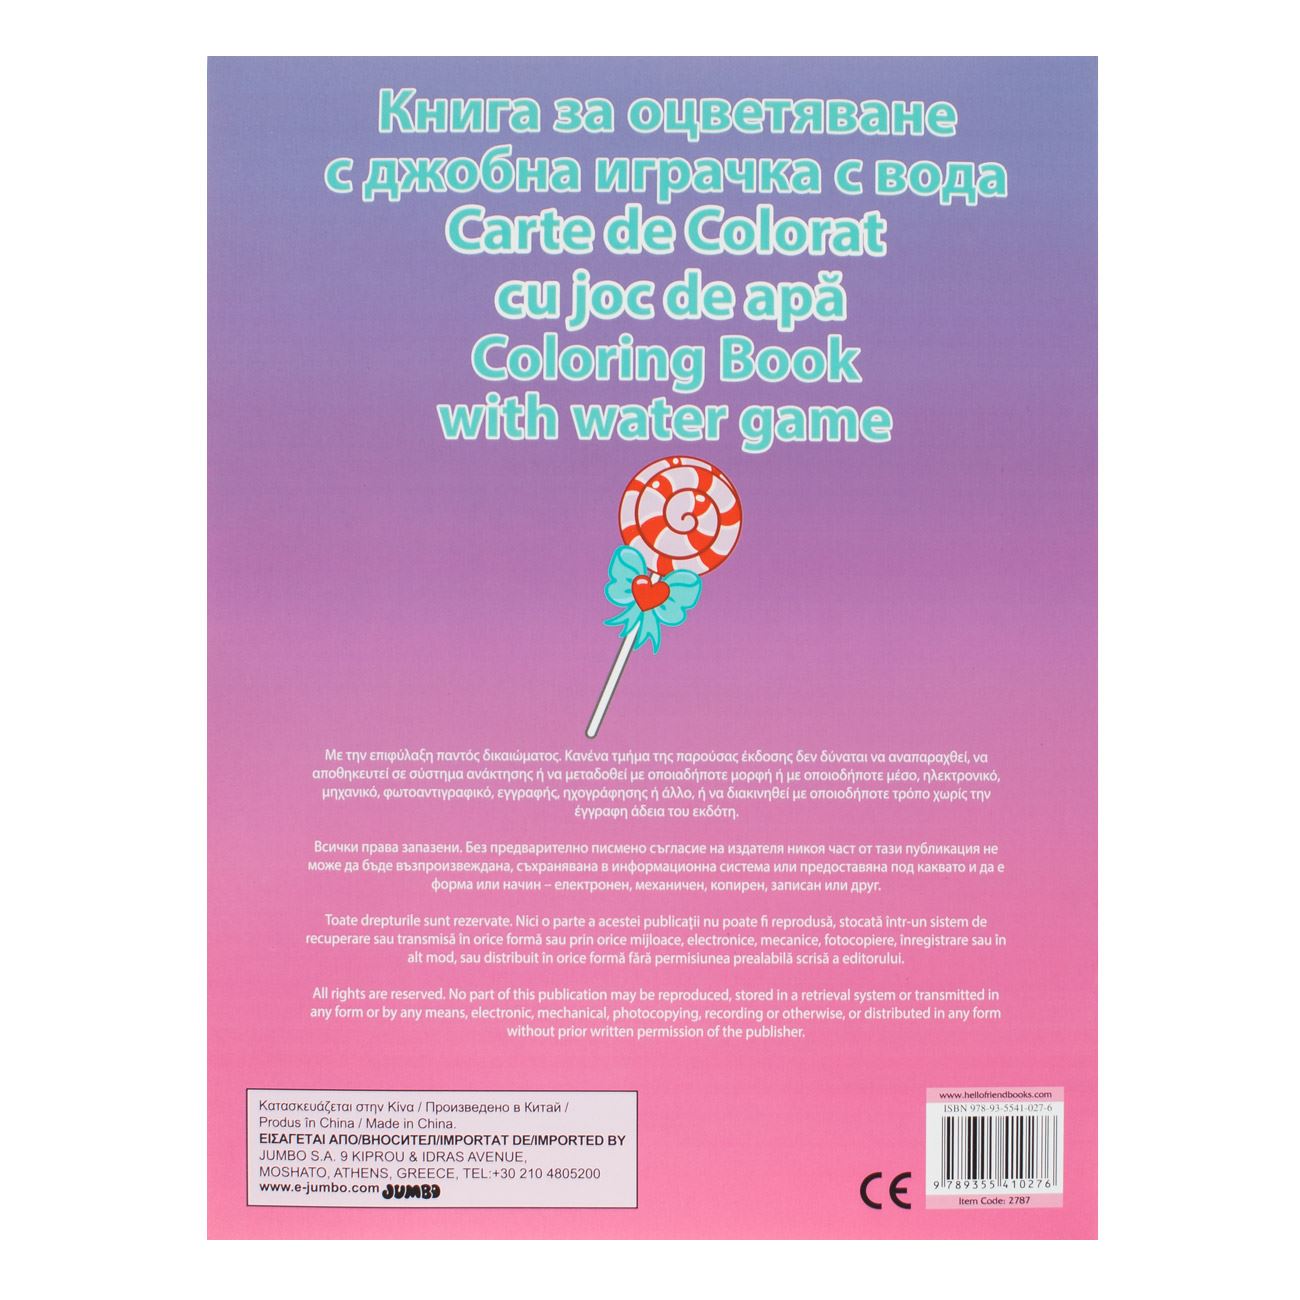 Книга за оцветяване
с джобна играчка с вода
Carte de Colorat
cu joc de apă
Coloring Book
with water game
Με την επιφύλαξη παντός δικαιώματος. Κανένα τμήμα της παρούσας έκδοσης δεν δύναται να αναπαραχθεί, να
αποθηκευτεί σε σύστημα ανάκτησης ή να μεταδοθεί με οποιαδήποτε μορφή ή με οποιοδήποτε μέσο, ηλεκτρονικό,
μηχανικό, φωτοαντιγραφικό, εγγραφής, ηχογράφησης ή άλλο, ή να διακινηθεί με οποιοδήποτε τρόπο χωρίς την
έγγραφη άδεια του εκδότη.
Всички права запазени. Без предварително писмено съгласие на издателя никоя част от тази публикация не
може да бъде възпроизвеждана, съхранявана в информационна система или предоставяна под каквато и да е
форма или начин – електронен, механичен, копирен, записан или друг.
Toate drepturile sunt rezervate. Nici o parte a acestei publicații nu poate fi reprodusă, stocată într-un sistem de
recuperare sau transmisă în orice formă sau prin orice mijloace, electronice, mecanice, fotocopiere, înregistrare sau în
alt mod, sau distribuit în orice formă fără permisiunea prealabilă scrisă a editorului.
All rights are reserved. No part of this publication may be reproduced, stored in a retrieval system or transmitted in
any form or by any means, electronic, mechanical, photocopying, recording or otherwise, or distributed in any form
without prior written permission of the publisher.
Κατασκευάζεται στην Κίνα / Произведено в Китай /
Produs în China / Made in China.
ΕΙΣΑΓΕΤΑΙ ΑΠΟ/ВНОСИТЕЛ/IMPORTAT DE/IMPORTED BY
JUMBO S.A. 9 KIPROU & IDRAS AVENUE,
MOSHATO, ATHENS, GREECE, TEL:+30 210 4805200
www.e-jumbo.com JUMBO
CE
www.hellofriendbooks.com
ISBN 978-93-5541-027-6
9 789355 410276
Item Code: 2787